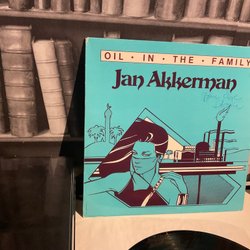 OIL • IN • THE • FAMILY
Jan Akkerman